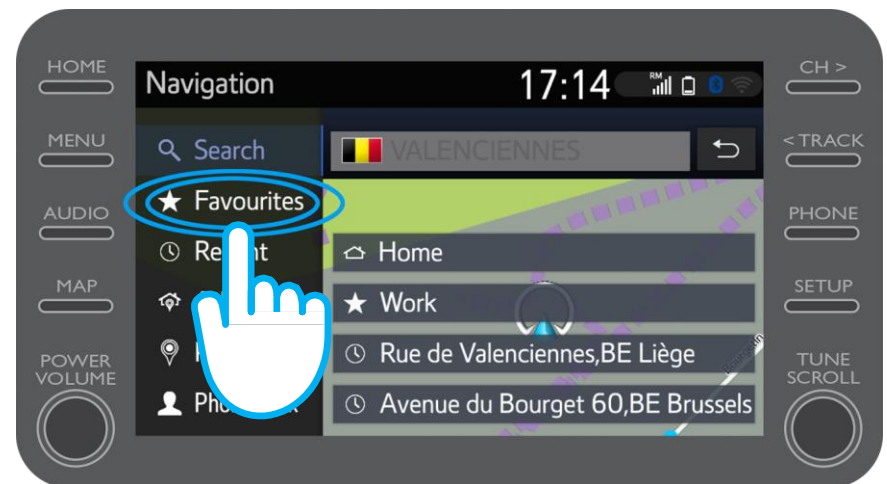 HOME
MENU
AUDIO
MAP
POWER
VOLUME
Navigation
17:14
RM
Search
VALENCIENNES
Favourites
Home
Work
Rue de Valenciennes,BE Liège
Avenue du Bourget 60,BE Brussels
CH >
< TRACK
PHONE
SETUP
TUNE
SCROLL